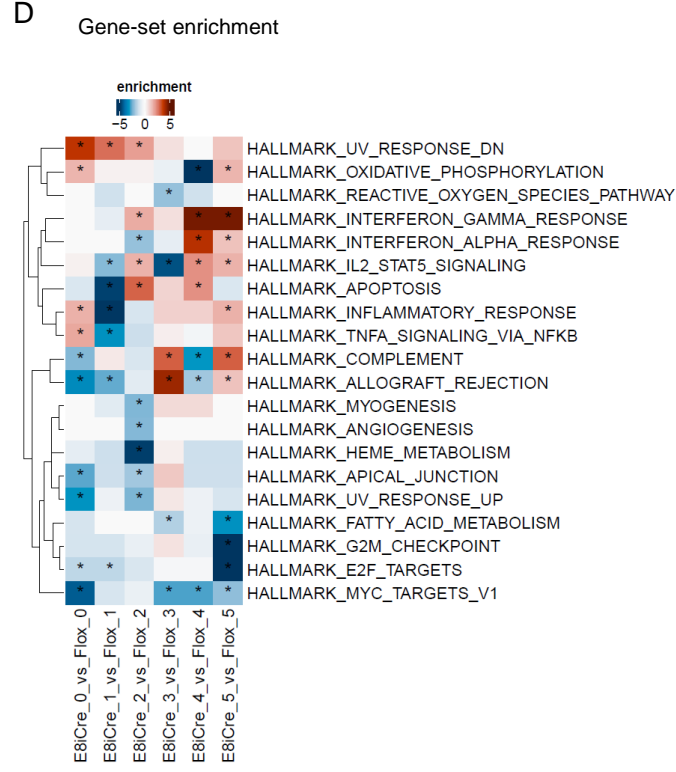 D
Gene-set enrichment
enrichment
−5 0 5
* * * HALLMARK_UV_RESPONSE_DN
* * * HALLMARK_OXIDATIVE_PHOSPHORYLATION
* HALLMARK_REACTIVE_OXYGEN_SPECIES_PATHWAY
* * * HALLMARK_INTERFERON_GAMMA_RESPONSE
* * * HALLMARK_INTERFERON_ALPHA_RESPONSE
* * * * * HALLMARK_IL2_STAT5_SIGNALING
* * * HALLMARK_APOPTOSIS
* * * HALLMARK_INFLAMMATORY_RESPONSE
* * HALLMARK_TNFA_SIGNALING_VIA_NFKB
* * * * HALLMARK_COMPLEMENT
* * * * * HALLMARK_ALLOGRAFT_REJECTION
* HALLMARK_MYOGENESIS
* HALLMARK_ANGIOGENESIS
* HALLMARK_HEME_METABOLISM
* * HALLMARK_APICAL_JUNCTION
* * HALLMARK_UV_RESPONSE_UP
* * HALLMARK_FATTY_ACID_METABOLISM
* HALLMARK_G2M_CHECKPOINT
* * * HALLMARK_E2F_TARGETS
* * * * HALLMARK_MYC_TARGETS_V1
E8iCre_0_vs_Flox_0
E8iCre_1_vs_Flox_1
E8iCre_2_vs_Flox_2
E8iCre_3_vs_Flox_3
E8iCre_4_vs_Flox_4
E8iCre_5_vs_Flox_5